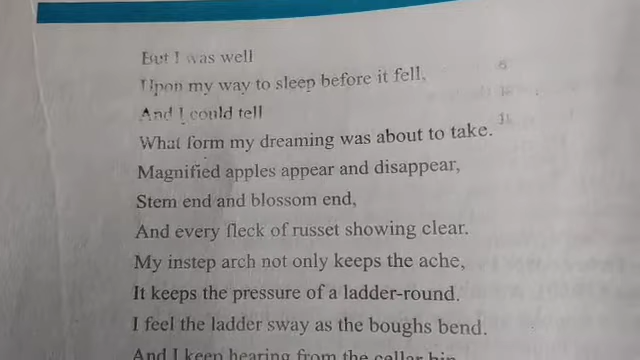 But I was well
Upon my way to sleep before it fell,
And I could tell
What form my dreaming was about to take.
Magnified apples appear and disappear,
Stem end and blossom end,
And every fleck of russet showing clear.
My instep arch not only keeps the ache,
It keeps the pressure of a ladder-round.
I feel the ladder sway as the boughs bend.
And I keep hearing from the cellar bin